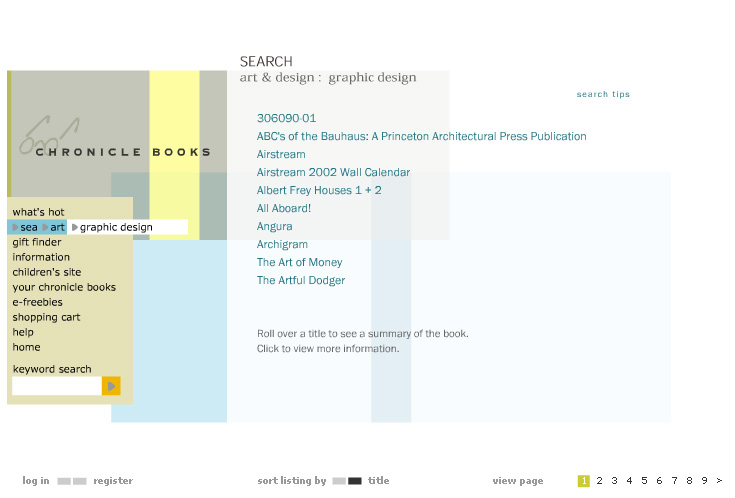 SEARCH
art & design : graphic design
search tips
CHRONICLE BOOKS
what's hot
sea art graphic design
gift finder
information
children's site
your chronicle books
e-freebies
shopping cart
help
home
keyword search
306090-01
ABC's of the Bauhaus: A Princeton Architectural Press Publication
Airstream
Airstream 2002 Wall Calendar
Albert Frey Houses 1 + 2
All Aboard!
Angura
Archigram
The Art of Money
The Artful Dodger
Roll over a title to see a summary of the book.
Click to view more information.
log in register sort listing by title view page 1 2 3 4 5 6 7 8 9 >